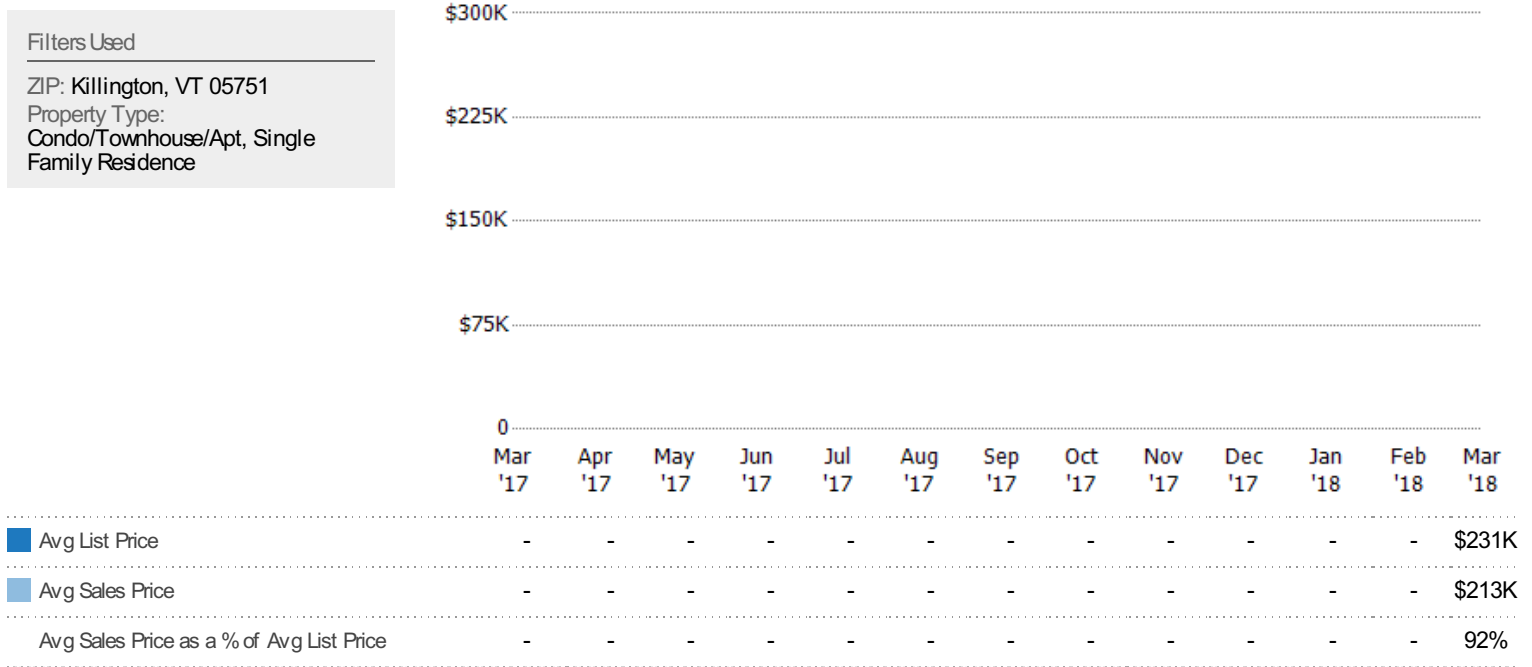 Filters Used
ZIP: Killington, VT 05751
Property Type:
Condo/Townhouse/Apt, Single
Family Residence
$300K
$225K
$150K
$75K
0
Mar Apr May Jun Jul Aug Sep Oct Nov Dec Jan Feb Mar
'17 '17 '17 '17 '17 '17 '17 '17 '17 '17 '18 '18 '18
Avg List Price - - - - - - - - - - - - $231K
Avg Sales Price - - - - - - - - - - - - $213K
Avg Sales Price as a % of Avg List Price - - - - - - - - - - - - 92%